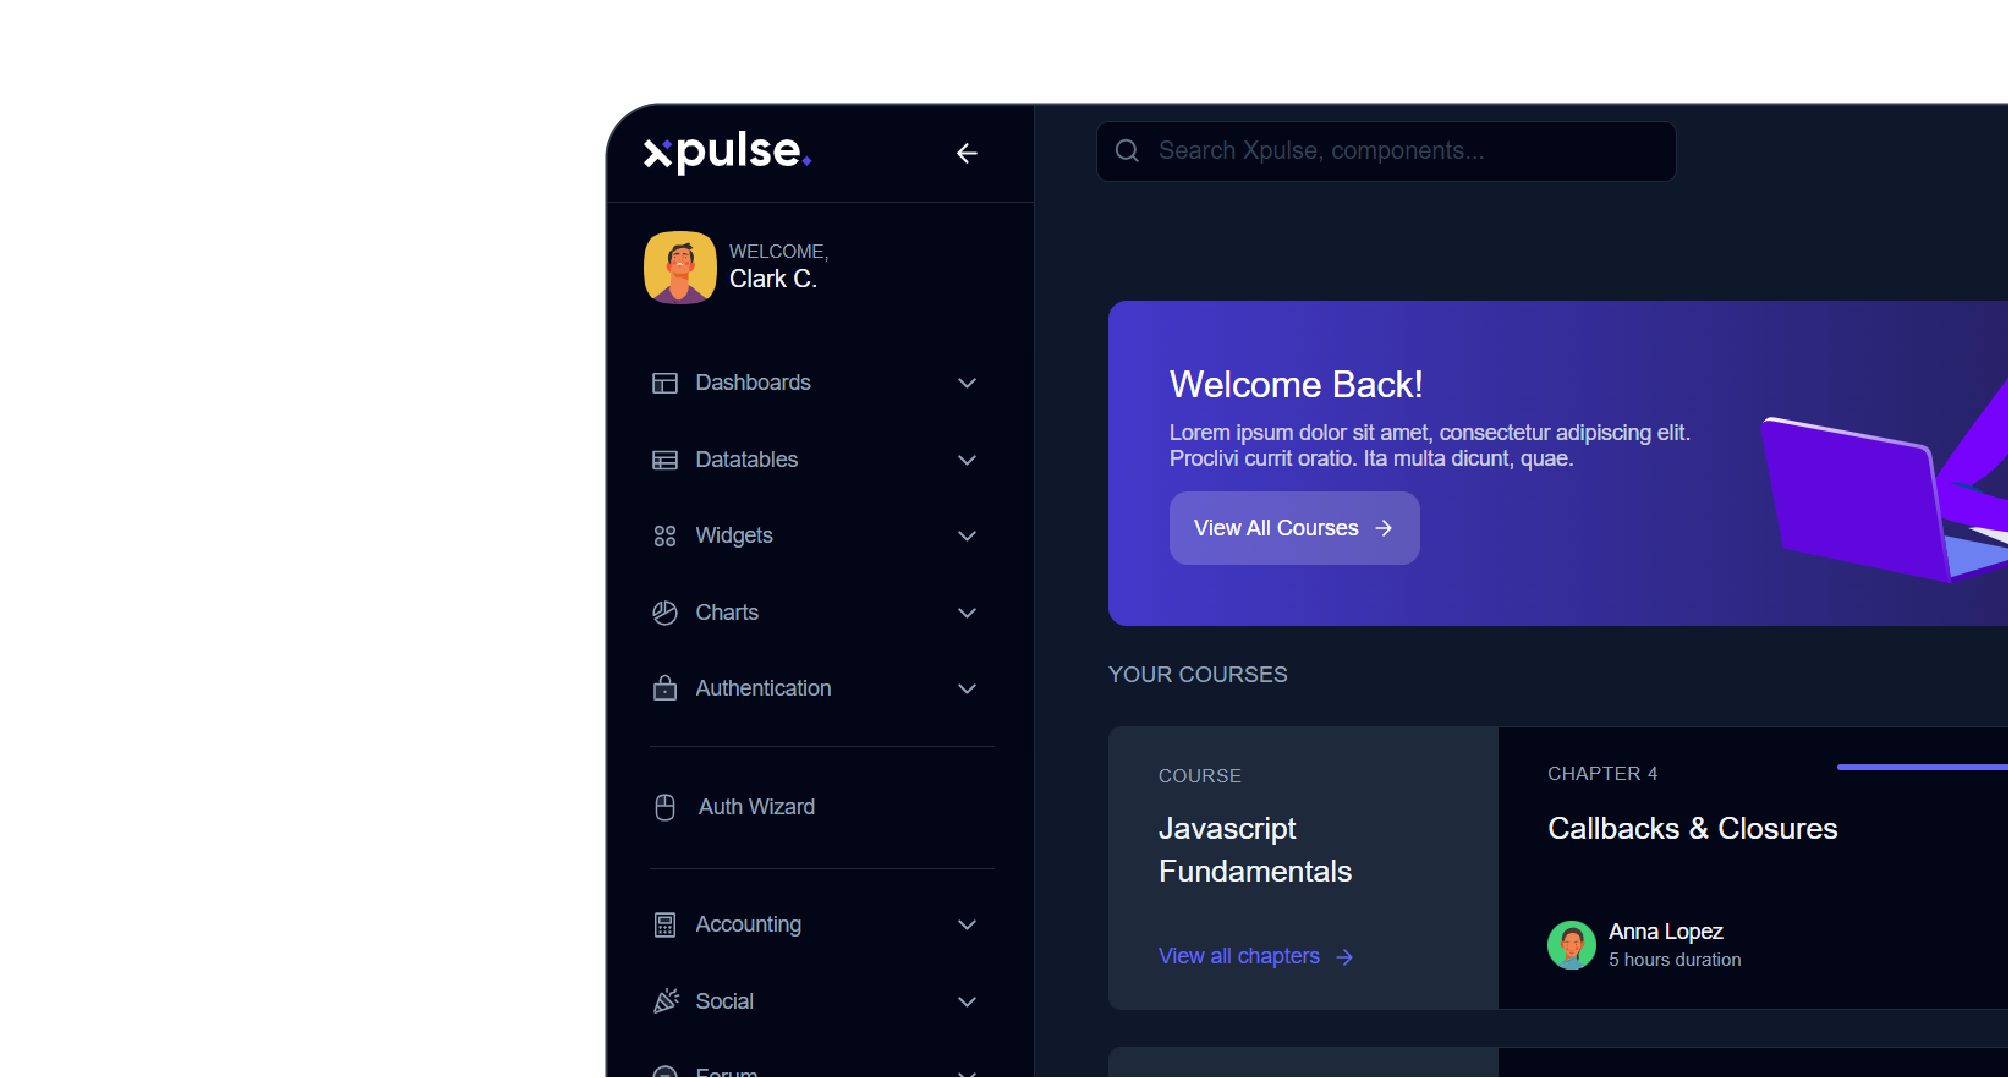 xpulse.
Search Xpulse, components...
WELCOME,
Clark C.
Dashboards
Datatables
Widgets
Charts
Authentication
Auth Wizard
Accounting
Social
Forum
Welcome Back!
Lorem ipsum dolor sit amet, consectetur adipiscing elit.
Proclivi currit oratio. Ita multa dicunt, quae.
View All Courses
YOUR COURSES
COURSE
Javascript
Fundamentals
View all chapters
CHAPTER 4
Callbacks & Closures
Anna Lopez
5 hours duration